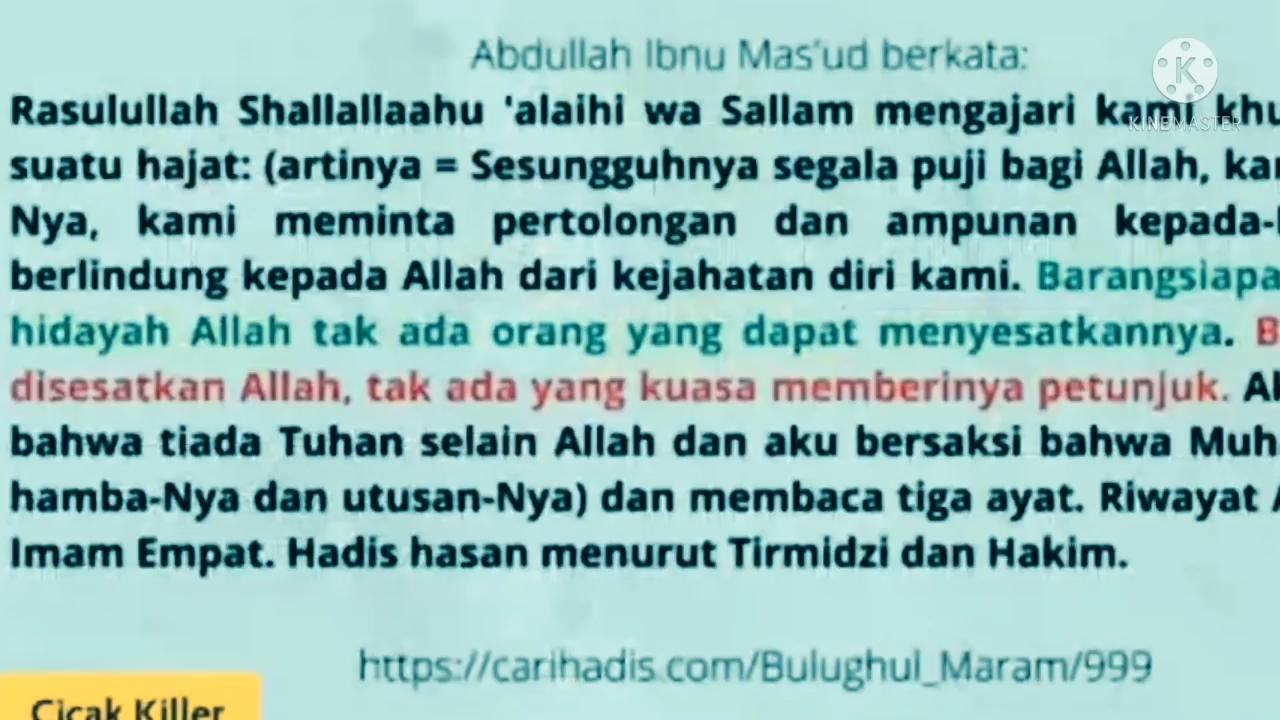 Abdullah Ibnu Mas'ud berkata:
Rasulullah Shallallaahu 'alaihi wa Sallam mengajari kami
suatu hajat: (artinya = Sesungguhnya segala puji bagi Allah,
Nya, kami meminta pertolongan dan ampunan kepada-
berlindung kepada Allah dari kejahatan diri kami. Barangsiapa
hidayah Allah tak ada orang yang dapat menyesatkannya.
disesatkan Allah, tak ada yang kuasa memberinya petunjuk.
bahwa tiada Tuhan selain Allah dan aku bersaksi bahwa
hamba-Nya dan utusan-Nya) dan membaca tiga ayat. Riwayat
Imam Empat. Hadis hasan menurut Tirmidzi dan Hakim.
https://carihadis.com/Bulughul_Maram/999
Cicak Killer
K
KINEMASTER